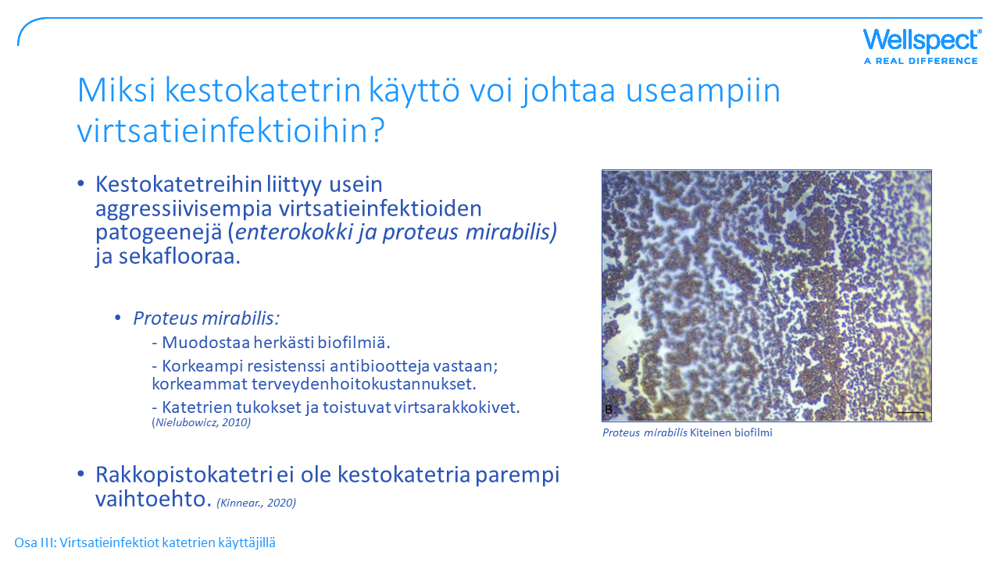 Wellspect®
A REAL DIFFERENCE
Miksi kestokatetrin käyttö voi johtaa useampiin
virtsatieinfektioihin?
• Kestokatetreihin liittyy usein
aggressiivisempia virtsatieinfektioiden
patogeenejä (enterokokki ja proteus mirabilis)
ja sekaflooraa.
• Proteus mirabilis:
- Muodostaa herkästi biofilmiä.
- Korkeampi resistenssi antibiootteja vastaan;
korkeammat terveydenhoitokustannukset.
- Katetrien tukokset ja toistuvat virtsarakkokivet.
(Nielubowicz, 2010)
• Rakkopistokatetri ei ole kestokatetria parempi
vaihtoehto. (Kinnear., 2020)
B
Proteus mirabilis Kiteinen biofilmi
Osa III: Virtsatieinfektiot katetrien käyttäjillä